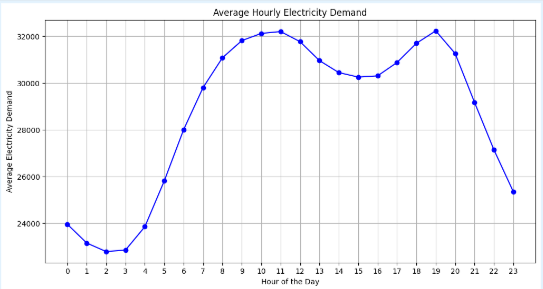 Average Hourly Electricity Demand
32000
30000
28000
26000
24000
Average Electricity Demand
0 1 2 3 4 5 6 7 8 9 10 11 12 13 14 15 16 17 18 19 20 21 22 23
Hour of the Day